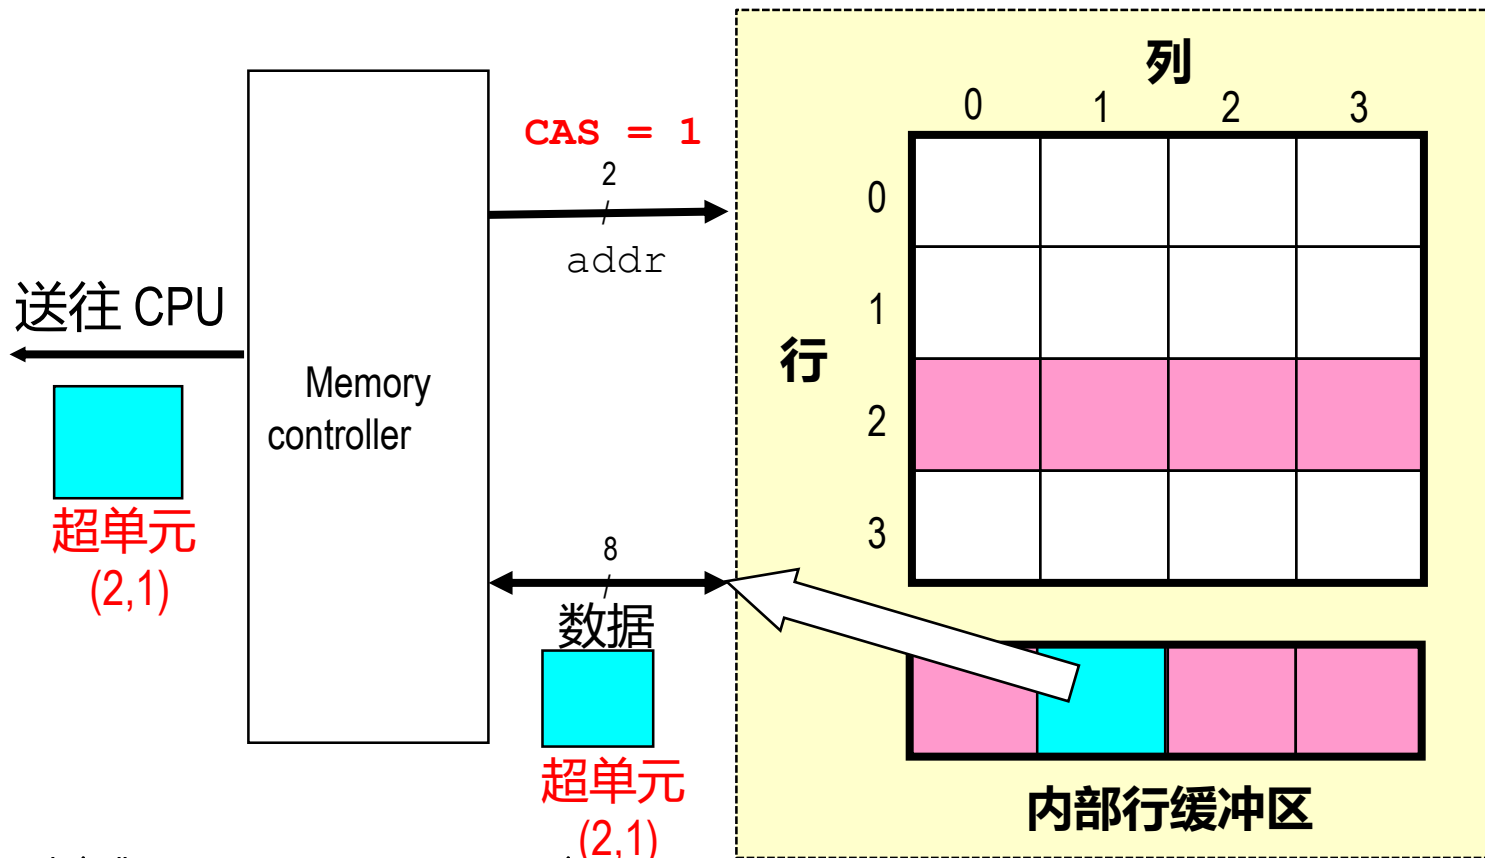 列
0 1 2 3
CAS = 1
2
addr
0
1
行
2
3
送往 CPU
Memory
controller
超单元
(2,1)
8
数据
超单元
(2,1)
内部行缓冲区